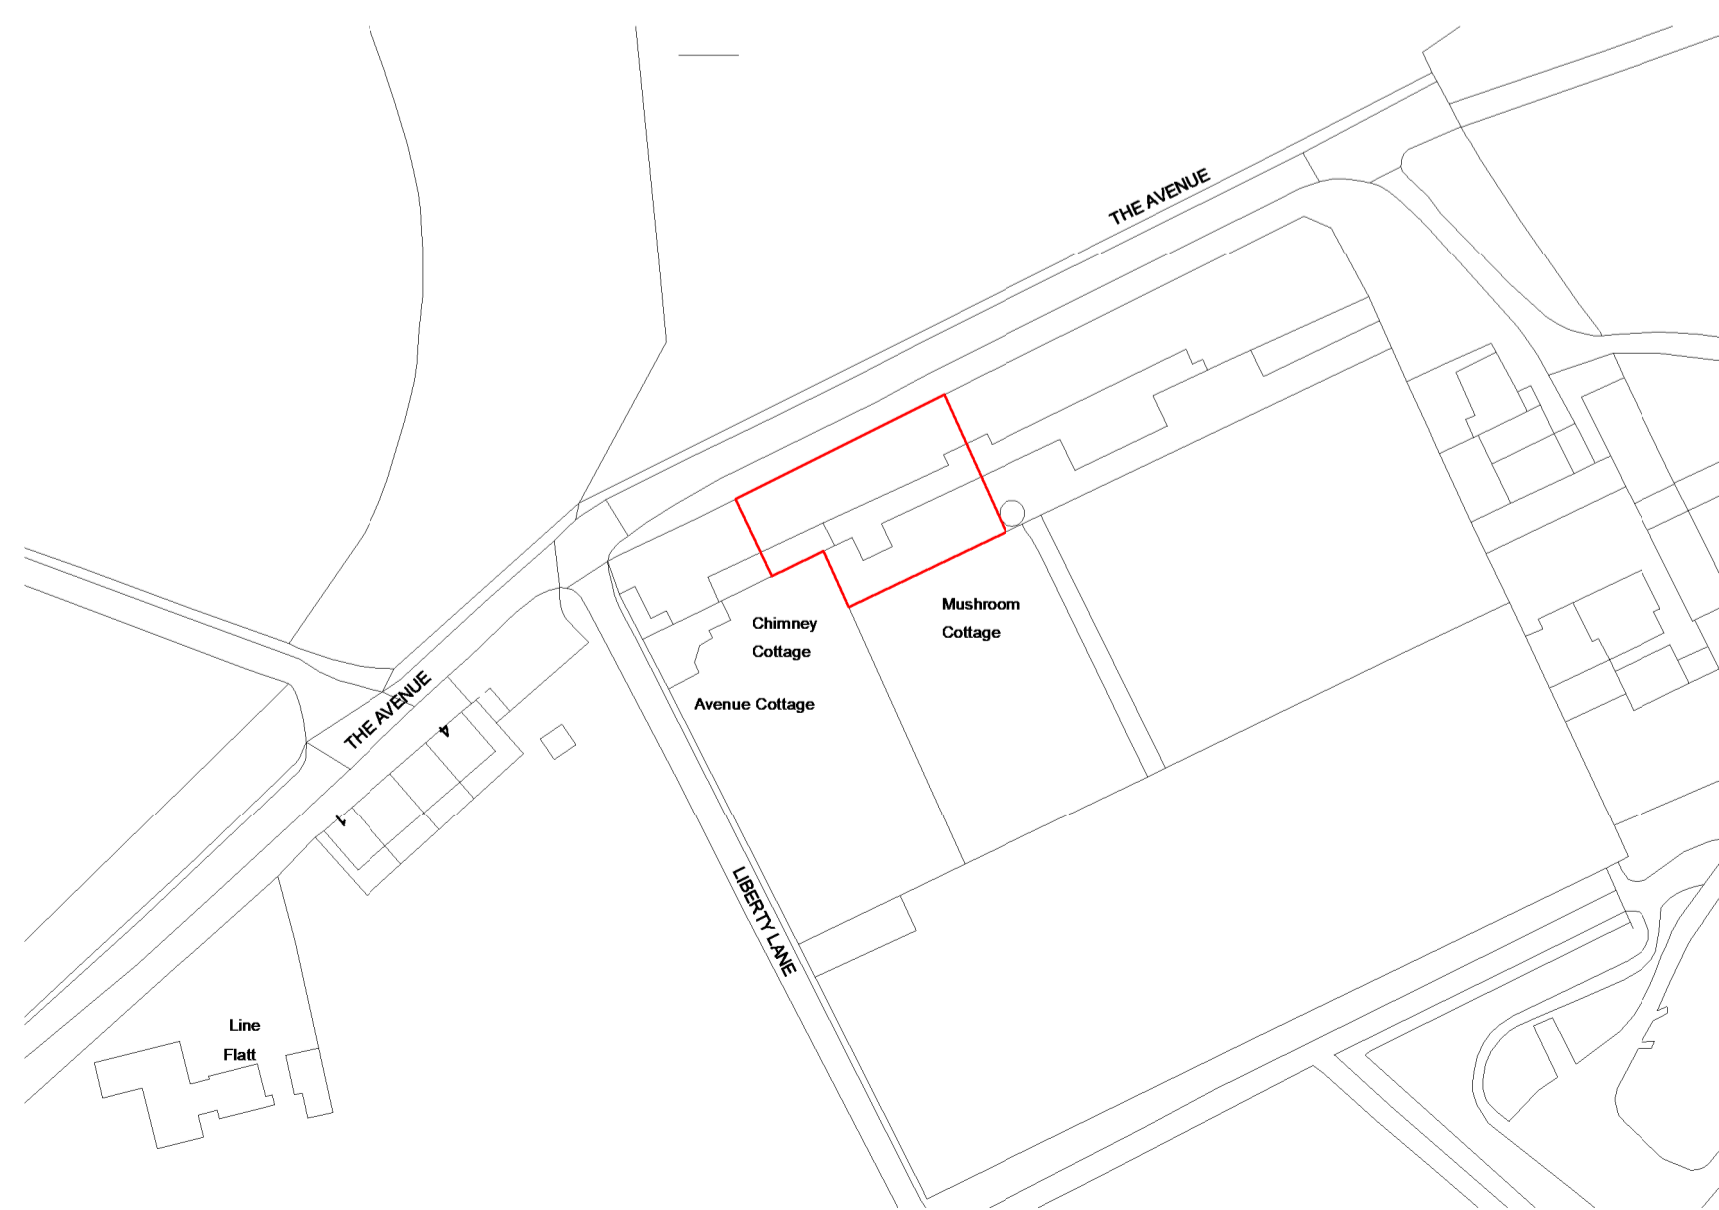 THE AVENUE
Mushroom
Cottage
Chimney
Cottage
Avenue Cottage
THE AVENUE
4
1
LIBERTY LANE
Line
Flatt